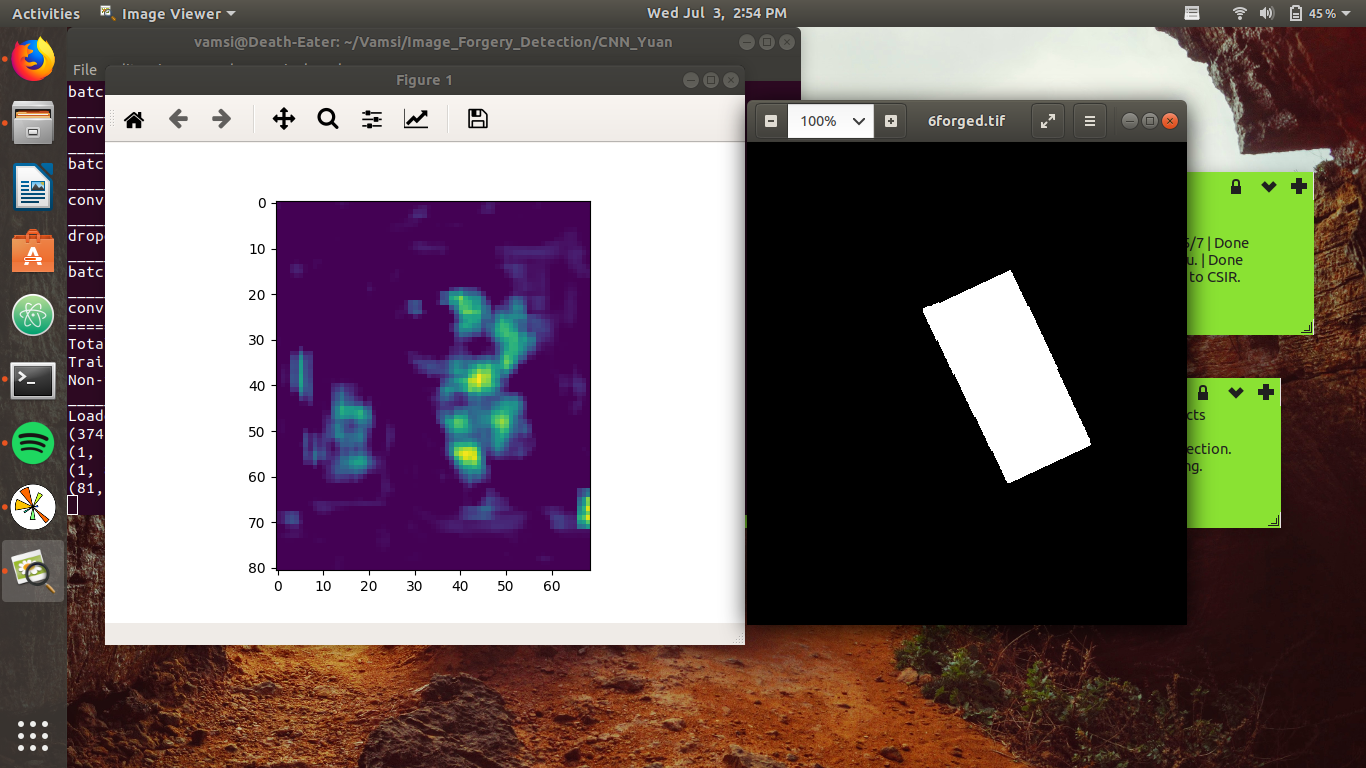 Activities
Image Viewer
Wed Jul 3, 2:54 PM
45%
vamsi@Death-Eater: ~/Vamsi/Image_Forgery_Detection/CNN_Yuan
File
Figure 1
batc
conv
batc
conv
drop
batc
conv
====
Tota
Trai
Non-
Load
(374
(1,
(1,
(81,
0
10
20
30
40
50
60
70
80
0 10 20 30 40 50 60
100%
6forged.tif
/7 | Done
u. | Done
to CSIR.
cts
ection.
ng.